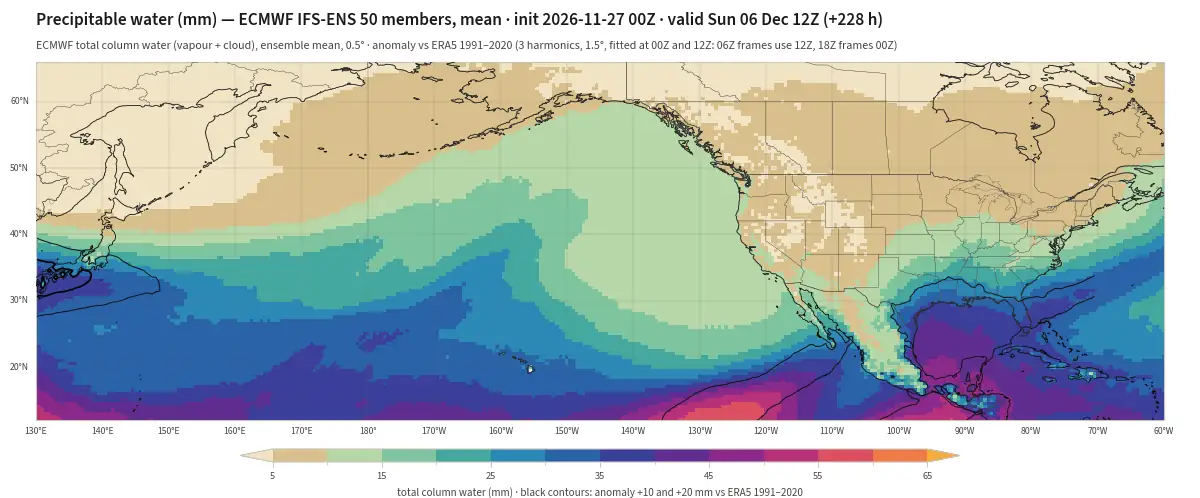 Precipitable water (mm) — ECMWF IFS-ENS 50 members, mean · init 2026-11-27 00Z · valid Sun 06 Dec 12Z (+228 h)
ECMWF total column water (vapour + cloud), ensemble mean, 0.5° · anomaly vs ERA5 1991–2020 (3 harmonics, 1.5°, fitted at 00Z and 12Z: 06Z frames use 12Z, 18Z frames 00Z)
60°N
50°N
40°N
30°N
20°N
130°E 140°E 150°E 160°E 170°E 180° 170°W 160°W 150°W 140°W 130°W 120°W 110°W 100°W 90°W 80°W 70°W 60°W
5 15 25 35 45 55 65
total column water (mm) · black contours: anomaly +10 and +20 mm vs ERA5 1991–2020